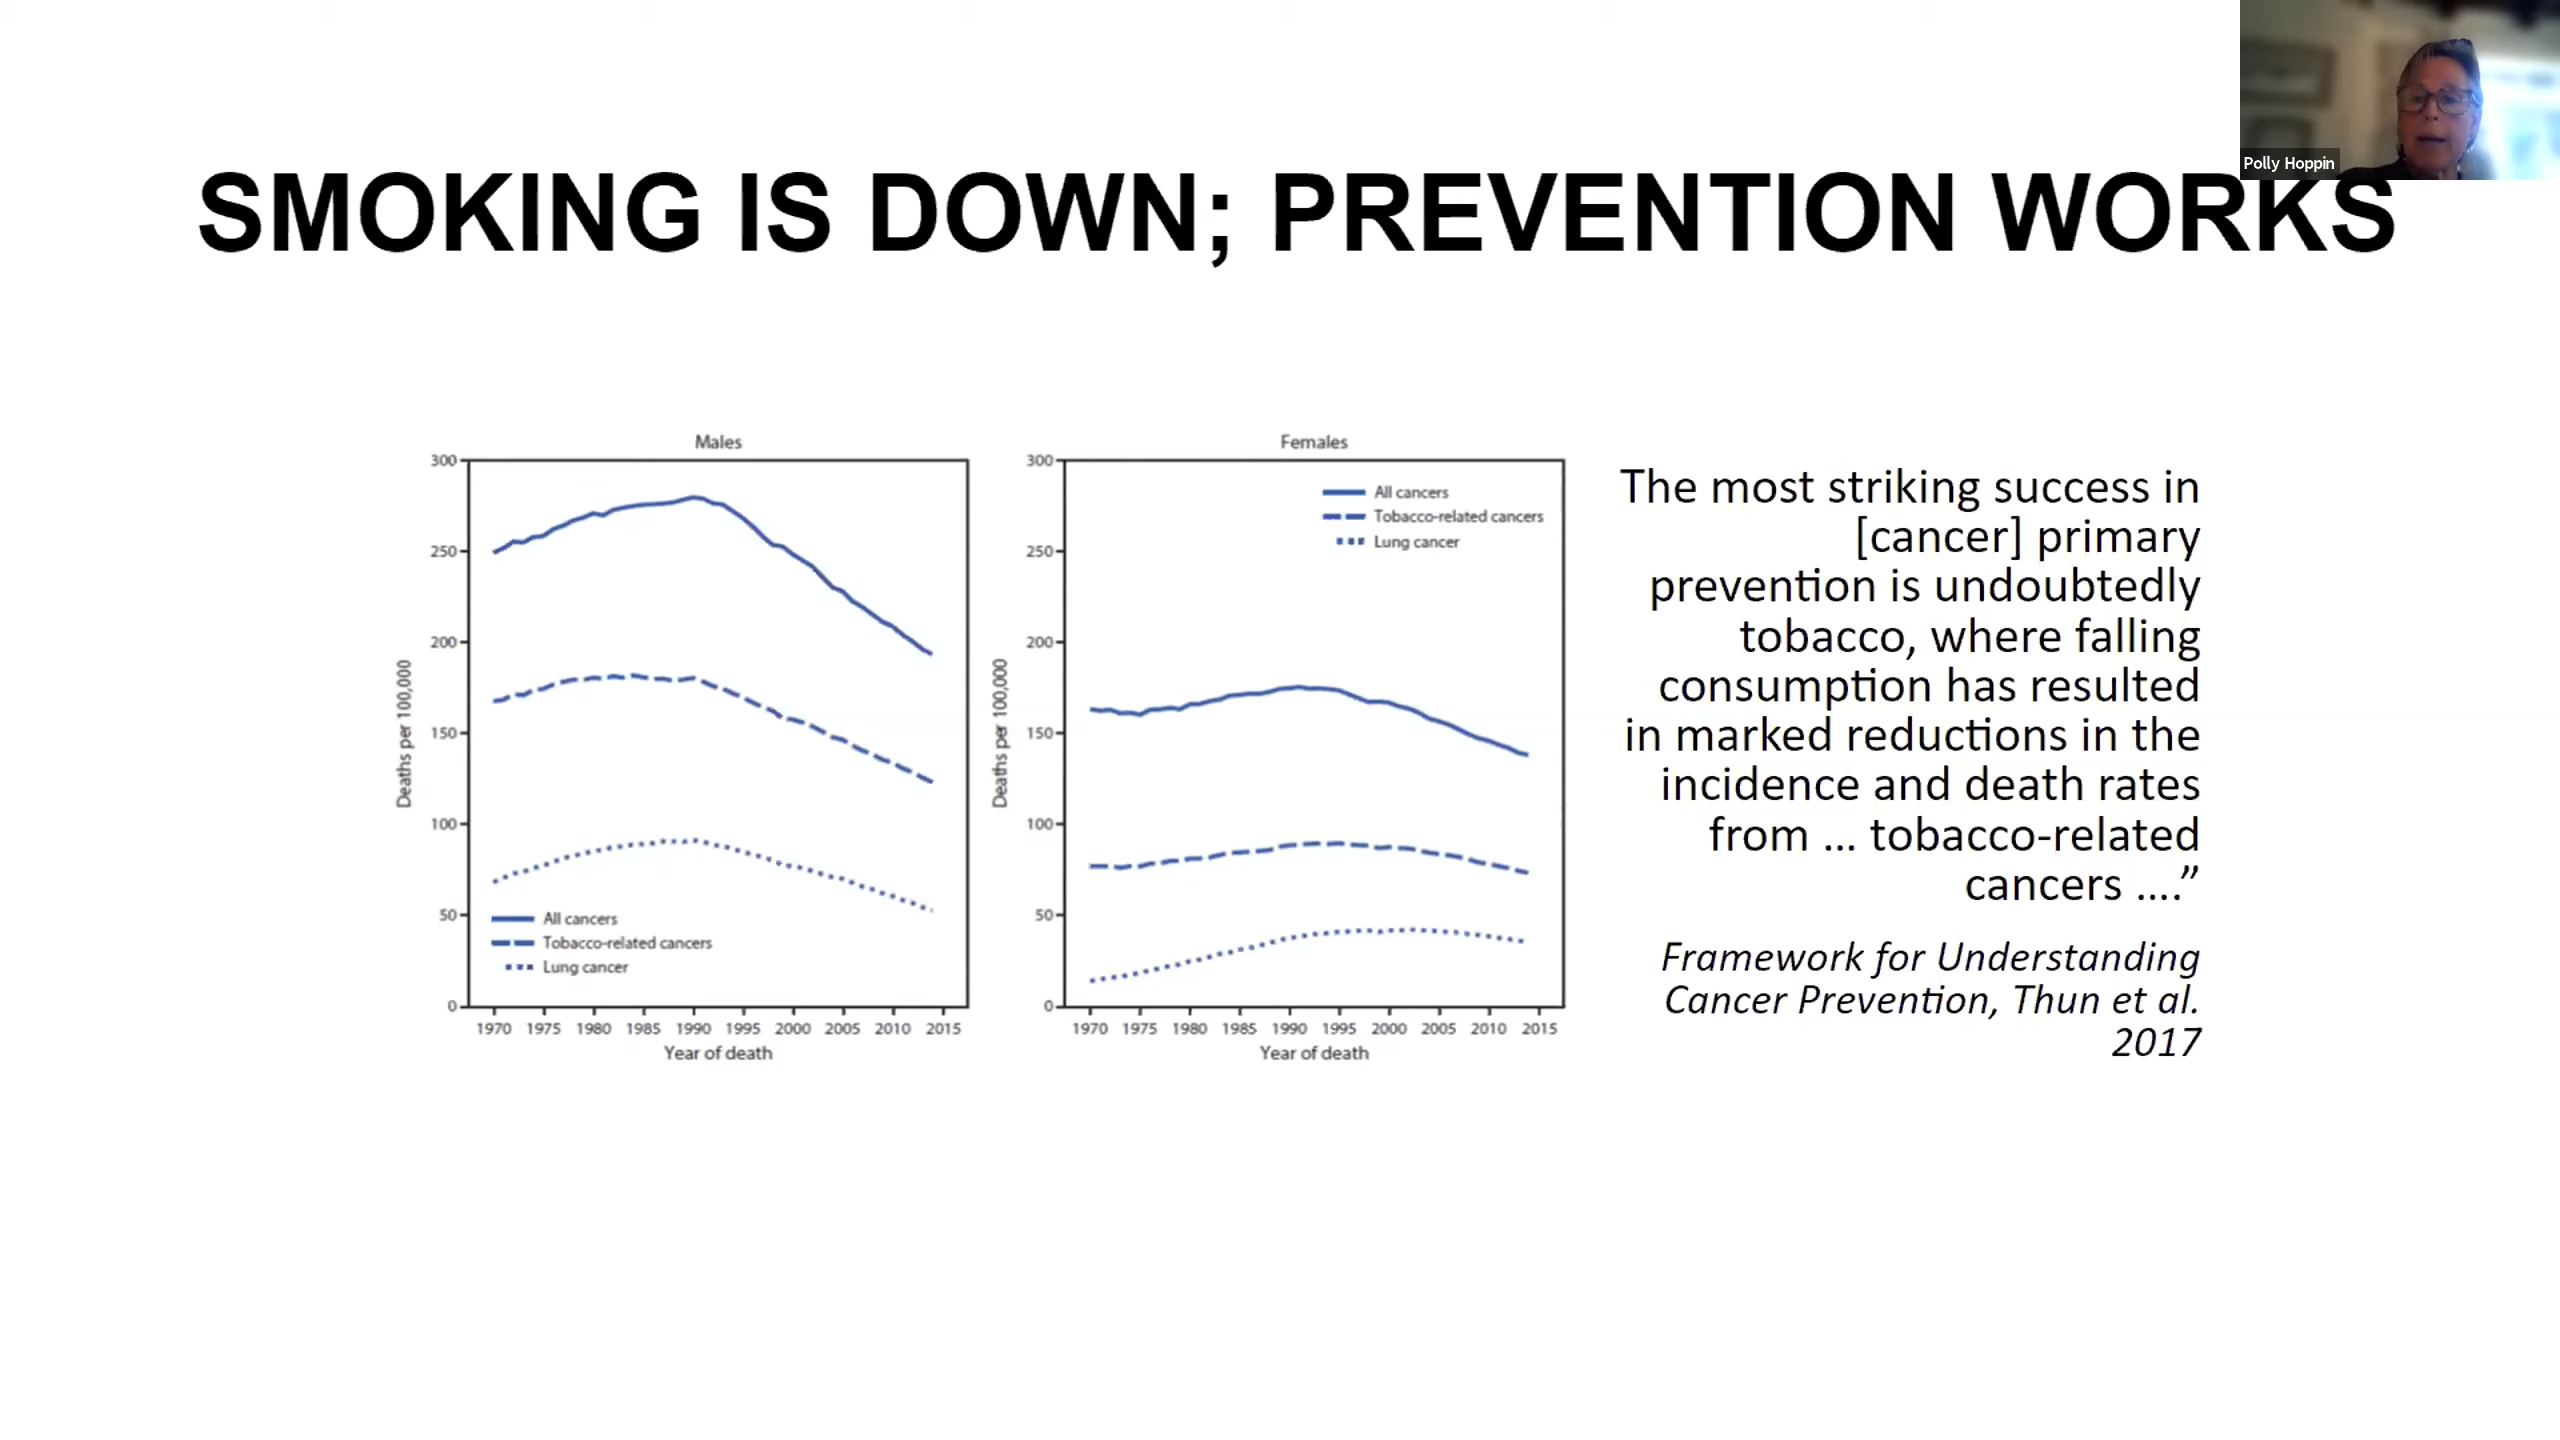 Polly Hoppin
SMOKING IS DOWN; PREVENTION WORKS
Males
300
250
200
150
100
50
0
Deaths per 100,000
All cancers
Tobacco-related cancers
Lung cancer
1970 1975 1980 1985 1990 1995 2000 2005 2010 2015
Year of death
Females
300
250
200
150
100
50
0
Deaths per 100,000
All cancers
Tobacco-related cancers
Lung cancer
1970 1975 1980 1985 1990 1995 2000 2005 2010 2015
Year of death
The most striking success in
[cancer] primary
prevention is undoubtedly
tobacco, where falling
consumption has resulted
in marked reductions in the
incidence and death rates
from ... tobacco-related
cancers ....”
Framework for Understanding
Cancer Prevention, Thun et al.
2017